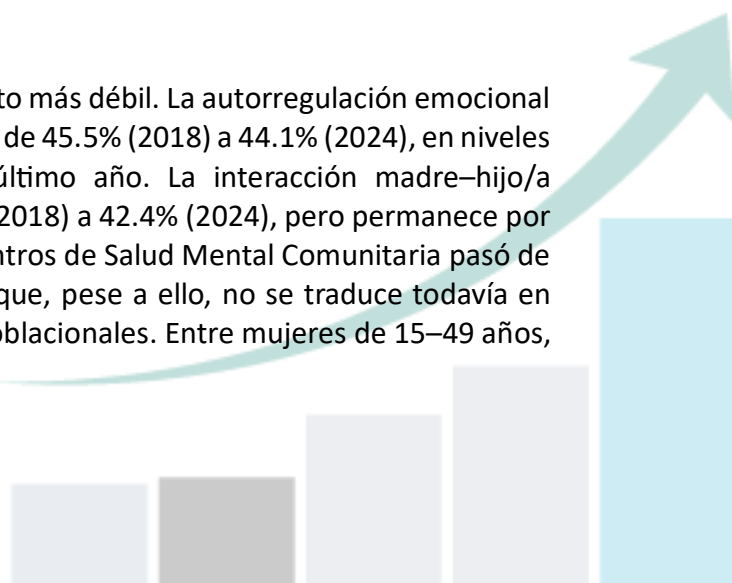 to más débil. La autorregulación emocional
de 45.5% (2018) a 44.1% (2024), en niveles
último año. La interacción madre–hijo/a
2018) a 42.4% (2024), pero permanece por
ntros de Salud Mental Comunitaria pasó de
que, pese a ello, no se traduce todavía en
oblacionales. Entre mujeres de 15–49 años,